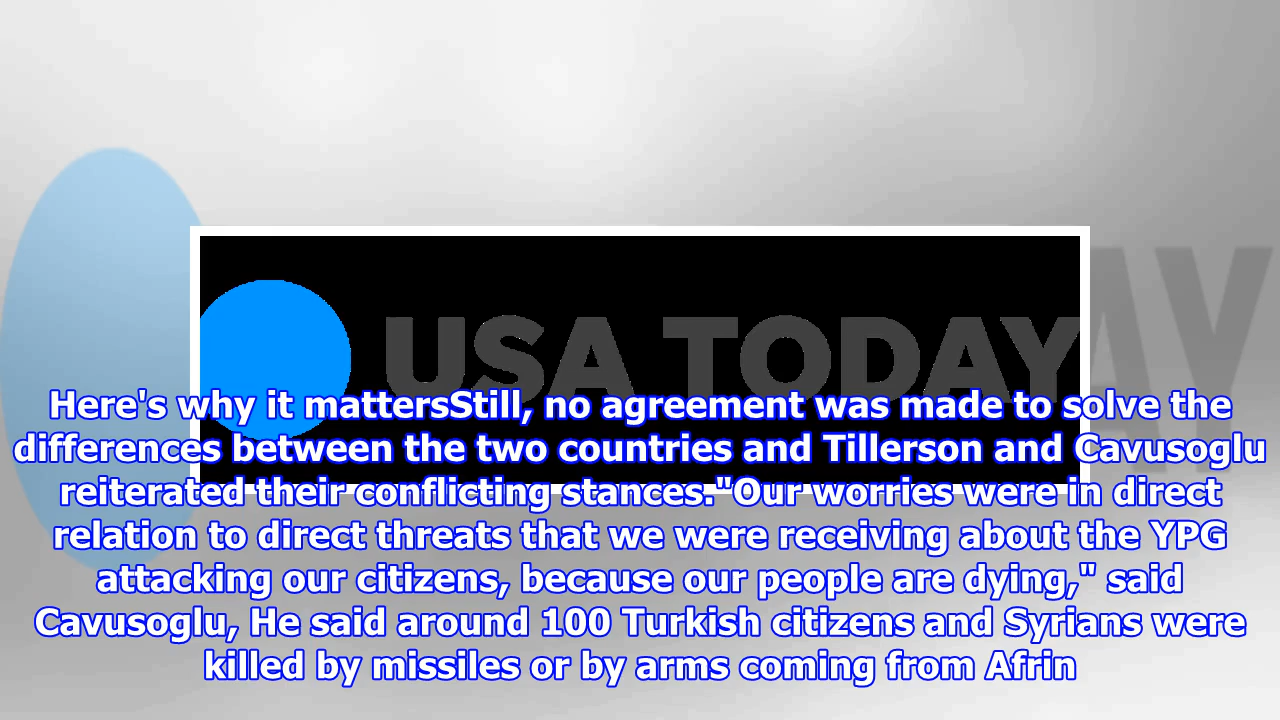 USA TODAY
AY
Here's why it mattersStill, no agreement was made to solve the
differences between the two countries and Tillerson and Cavusoglu
reiterated their conflicting stances."Our worries were in direct
relation to direct threats that we were receiving about the YPG
attacking our citizens, because our people are dying," said
Cavusoglu, He said around 100 Turkish citizens and Syrians were
killed by missiles or by arms coming from Afrin